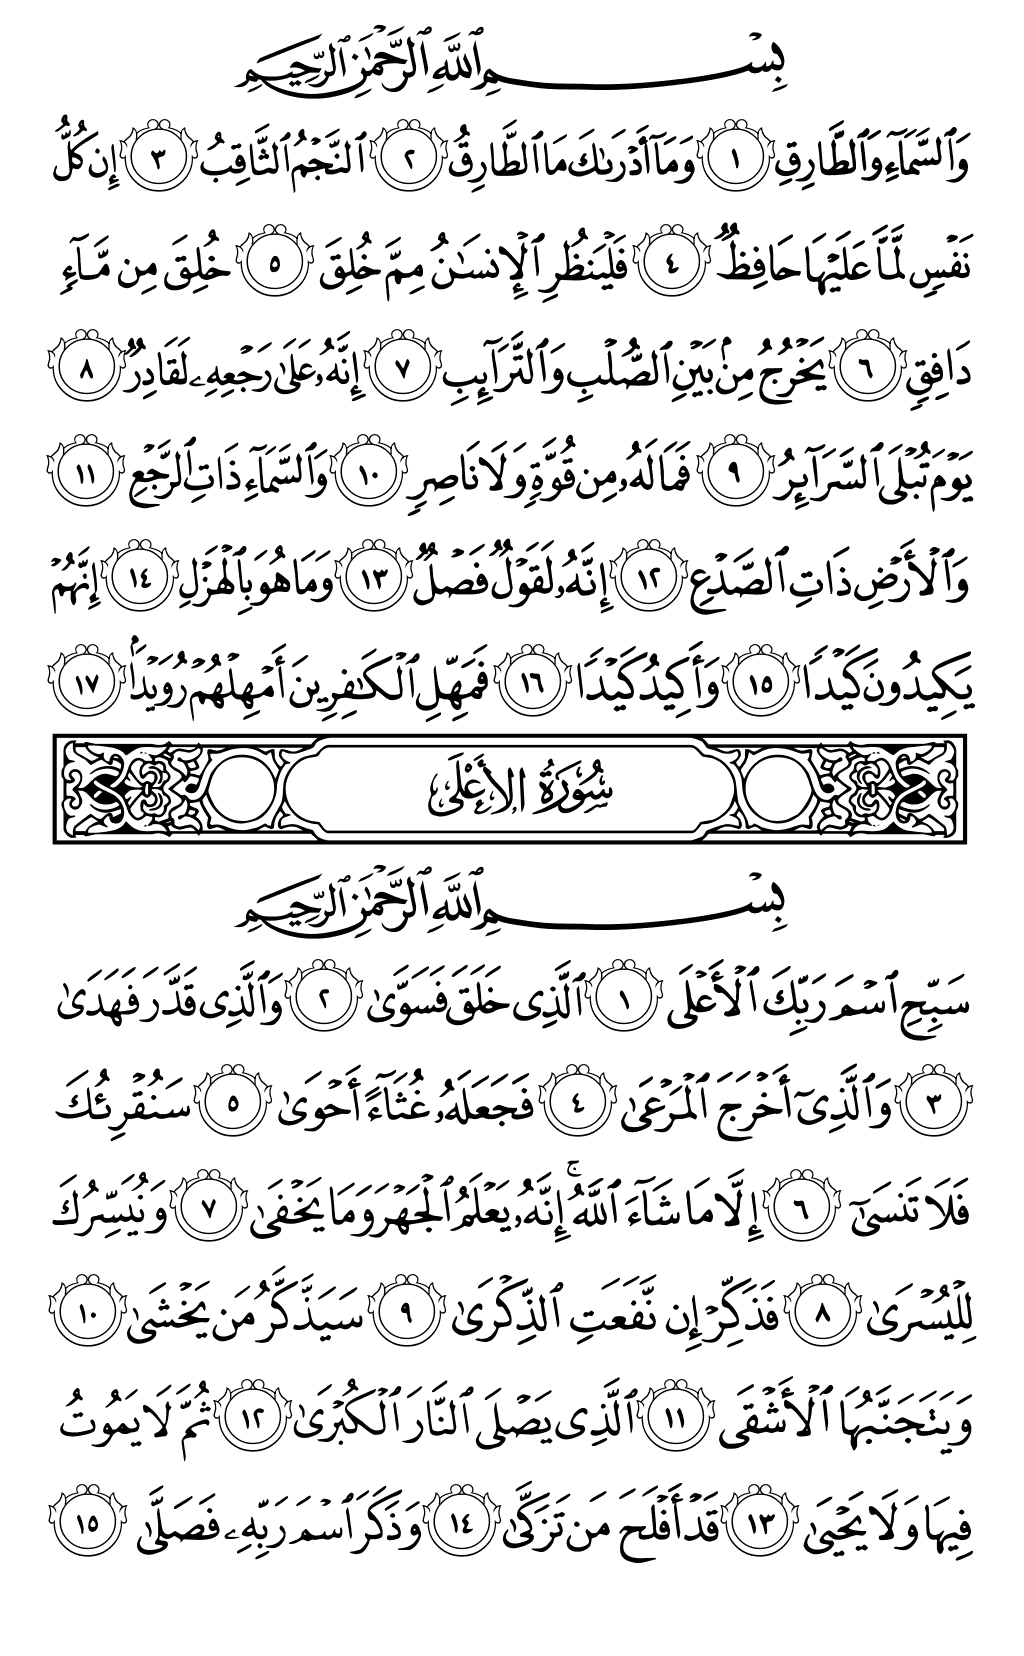 بِسْمِ ٱللَّهِ ٱلرَّحْمَٰنِ ٱلرَّحِيمِ
وَٱلسَّمَآءِ وَٱلطَّارِقِ ١ وَمَآ أَدْرَىٰكَ مَا ٱلطَّارِقُ ٢ ٱلنَّجْمُ ٱلثَّاقِبُ ٣ إِن كُلُّ
نَفْسٍ لَّمَّا عَلَيْهَا حَافِظٌ ٤ فَلْيَنظُرِ ٱلْإِنسَٰنُ مِمَّ خُلِقَ ٥ خُلِقَ مِن مَّآءٍ
دَافِقٍ ٦ يَخْرُجُ مِنۢ بَيْنِ ٱلصُّلْبِ وَٱلتَّرَآئِبِ ٧ إِنَّهُۥ عَلَىٰ رَجْعِهِۦ لَقَادِرٌ ٨
يَوْمَ تُبْلَى ٱلسَّرَآئِرُ ٩ فَمَا لَهُۥ مِن قُوَّةٍ وَلَا نَاصِرٍ ١٠ وَٱلسَّمَآءِ ذَاتِ ٱلرَّجْعِ ١١
وَٱلْأَرْضِ ذَاتِ ٱلصَّدْعِ ١٢ إِنَّهُۥ لَقَوْلٌ فَصْلٌ ١٣ وَمَا هُوَ بِٱلْهَزْلِ ١٤ إِنَّهُمْ
يَكِيدُونَ كَيْدًا ١٥ وَأَكِيدُ كَيْدًا ١٦ فَمَهِّلِ ٱلْكَٰفِرِينَ أَمْهِلْهُمْ رُوَيْدًۢا ١٧
سُورَةُ الأَعْلَى
بِسْمِ ٱللَّهِ ٱلرَّحْمَٰنِ ٱلرَّحِيمِ
سَبِّحِ ٱسْمَ رَبِّكَ ٱلْأَعْلَى ١ ٱلَّذِى خَلَقَ فَسَوَّىٰ ٢ وَٱلَّذِى قَدَّرَ فَهَدَىٰ
٣ وَٱلَّذِىٓ أَخْرَجَ ٱلْمَرْعَىٰ ٤ فَجَعَلَهُۥ غُثَآءً أَحْوَىٰ ٥ سَنُقْرِئُكَ
فَلَا تَنسَىٰٓ ٦ إِلَّا مَا شَآءَ ٱللَّهُ ۚ إِنَّهُۥ يَعْلَمُ ٱلْجَهْرَ وَمَا يَخْفَىٰ ٧ وَنُيَسِّرُكَ
لِلْيُسْرَىٰ ٨ فَذَكِّرْ إِن نَّفَعَتِ ٱلذِّكْرَىٰ ٩ سَيَذَّكَّرُ مَن يَخْشَىٰ ١٠
وَيَتَجَنَّبُهَا ٱلْأَشْقَى ١١ ٱلَّذِى يَصْلَى ٱلنَّارَ ٱلْكُبْرَىٰ ١٢ ثُمَّ لَا يَمُوتُ
فِيهَا وَلَا يَحْيَىٰ ١٣ قَدْ أَفْلَحَ مَن تَزَكَّىٰ ١٤ وَذَكَرَ ٱسْمَ رَبِّهِۦ فَصَلَّىٰ ١٥